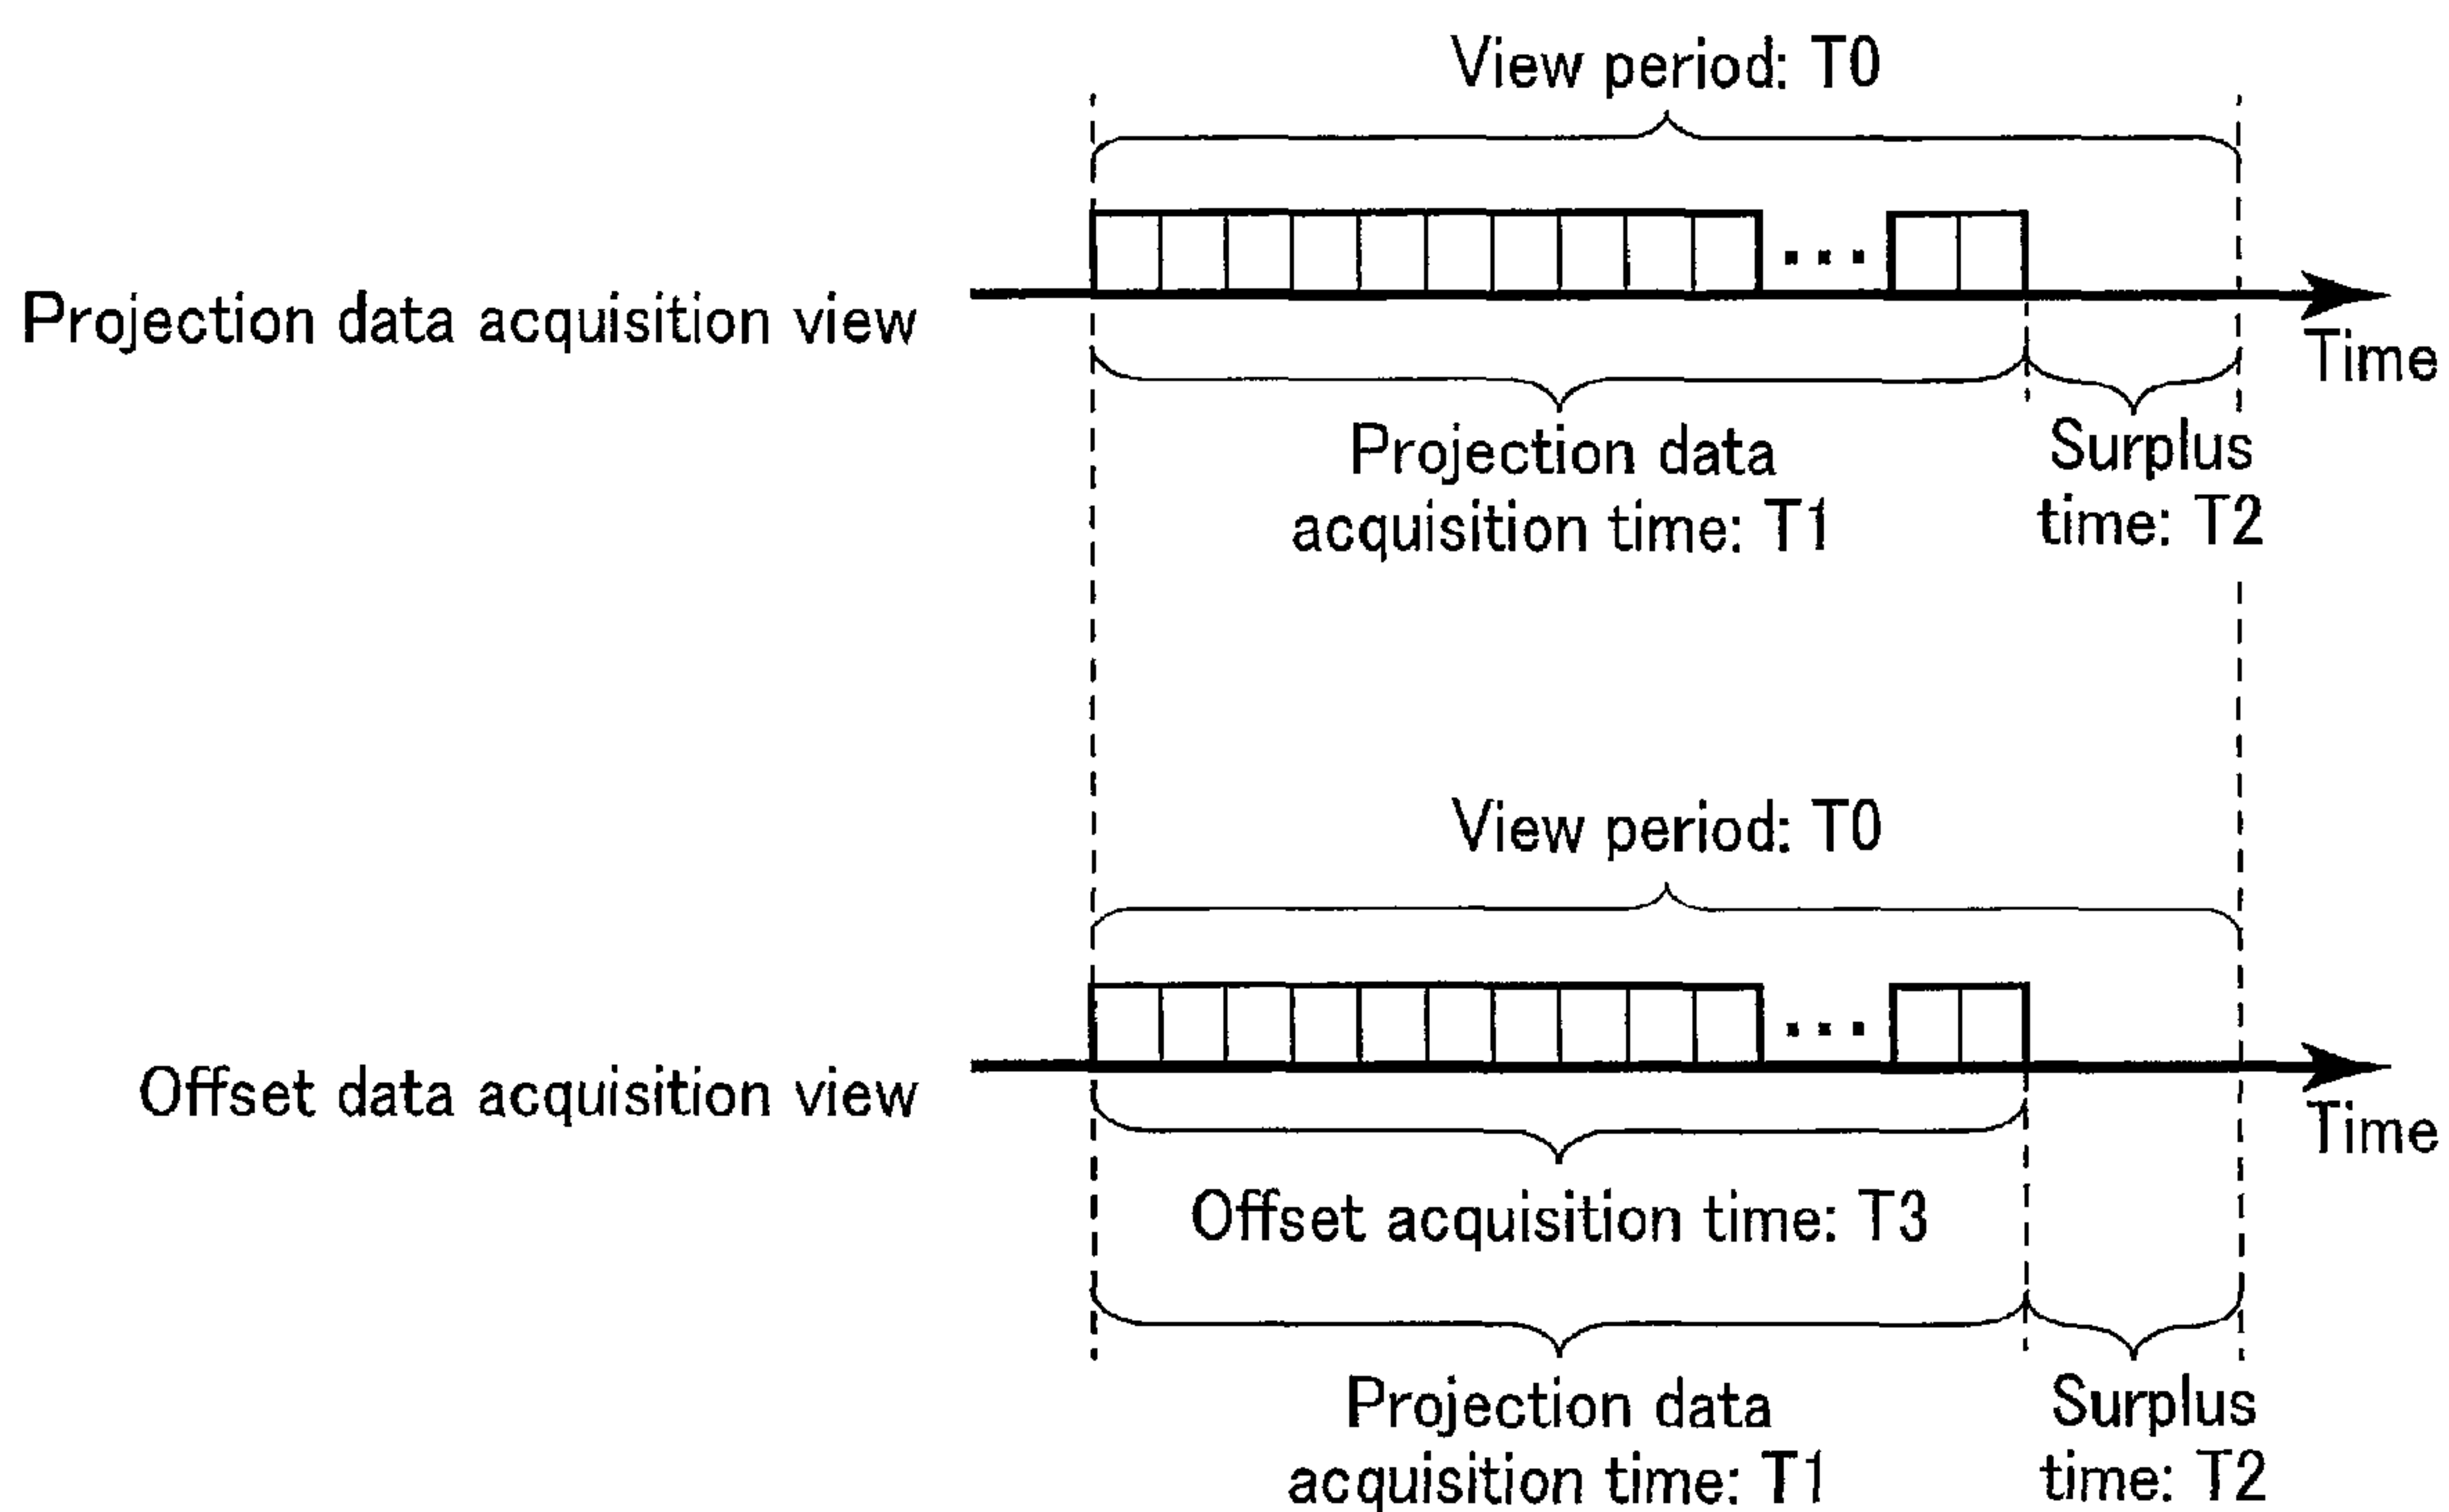 View period: T0
Projection data acquisition view
Time
Projection data
acquisition time: T1
Surplus
time: T2
View period: T0
Offset data acquisition view
Time
Offset acquisition time: T3
Projection data
acquisition time: T1
Surplus
time: T2